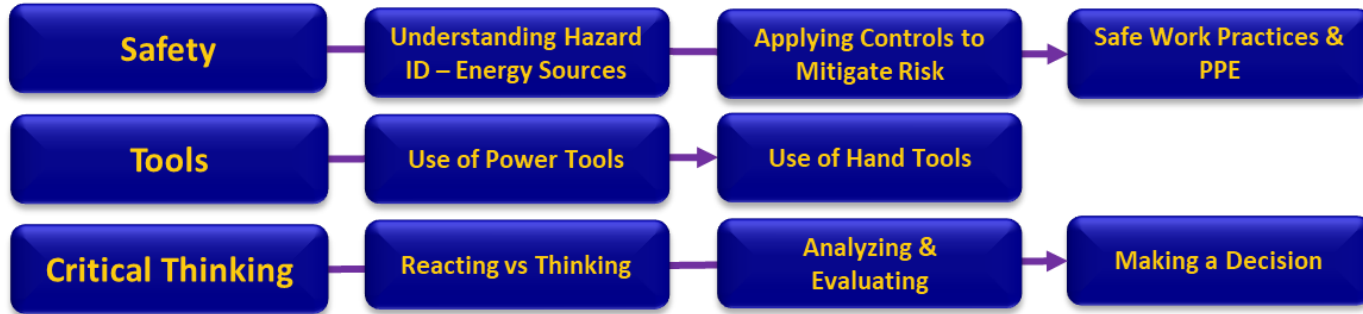 Safety
Understanding Hazard
ID – Energy Sources
Applying Controls to
Mitigate Risk
Safe Work Practices &
PPE
Tools
Use of Power Tools
Use of Hand Tools
Critical Thinking
Reacting vs Thinking
Analyzing &
Evaluating
Making a Decision